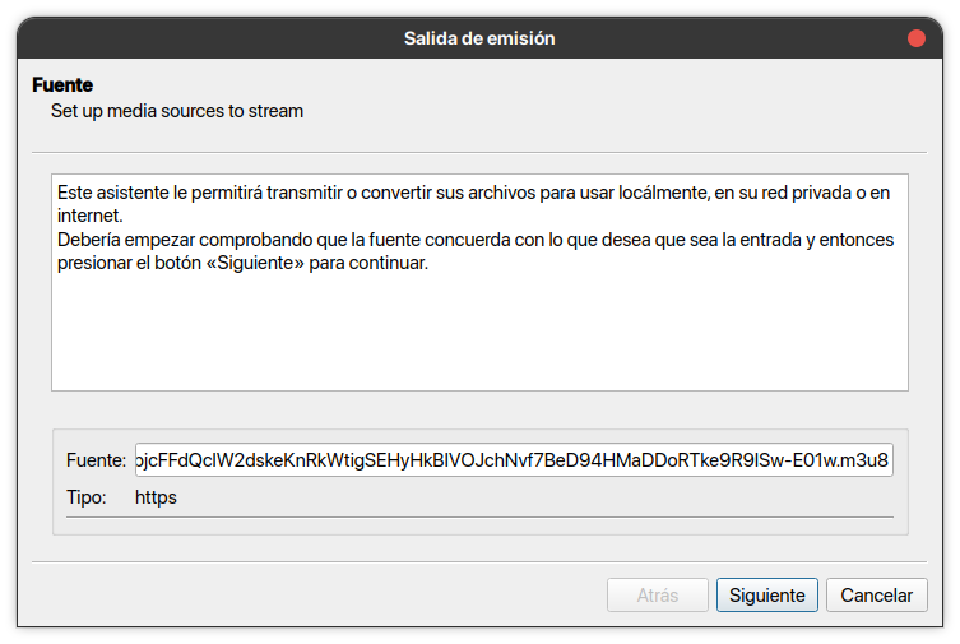 Salida de emisión
Fuente
Set up media sources to stream
Este asistente le permitirá transmitir o convertir sus archivos para usar locálmente, en su red privada o en
internet.
Debería empezar comprobando que la fuente concuerda con lo que desea que sea la entrada y entonces
presionar el botón «Siguiente» para continuar.
Fuente: pjcFFdQclW2dskeKnRkWtigSEHyHkBIVOJchNvf7BeD94HMaDDoRTke9R9lSw-E01w.m3u8
Tipo: https
Atrás Siguiente Cancelar